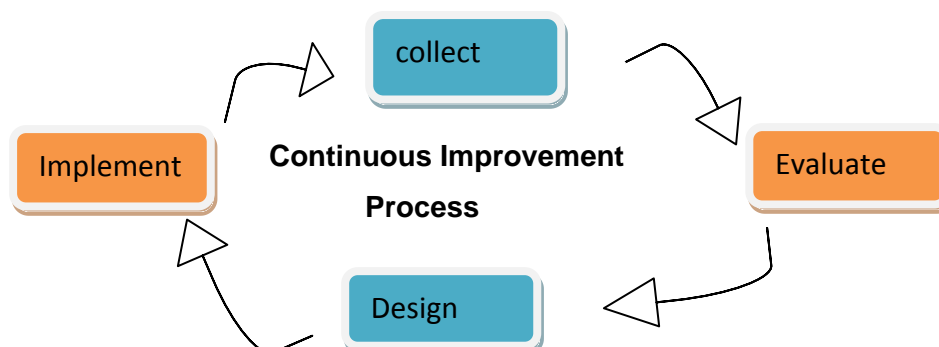 collect
Implement
Continuous Improvement
Process
Evaluate
Design